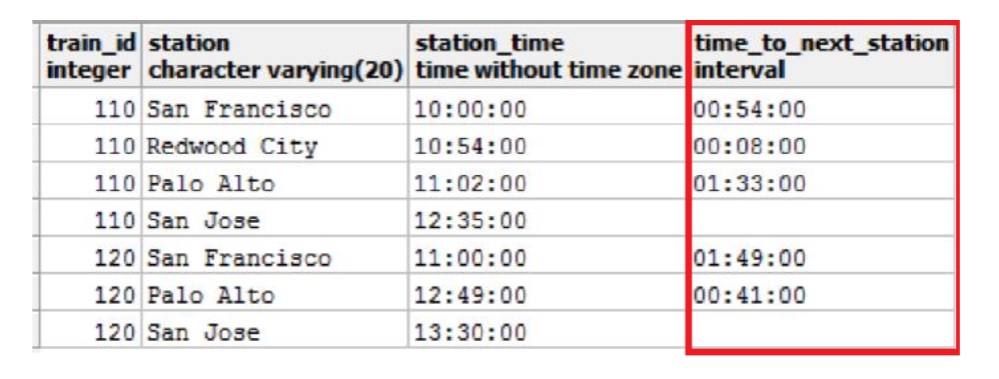 train_id station station_time time_to_next_station
integer character varying(20) time without time zone interval
110 San Francisco 10:00:00 00:54:00
110 Redwood City 10:54:00 00:08:00
110 Palo Alto 11:02:00 01:33:00
110 San Jose 12:35:00
120 San Francisco 11:00:00 01:49:00
120 Palo Alto 12:49:00 00:41:00
120 San Jose 13:30:00